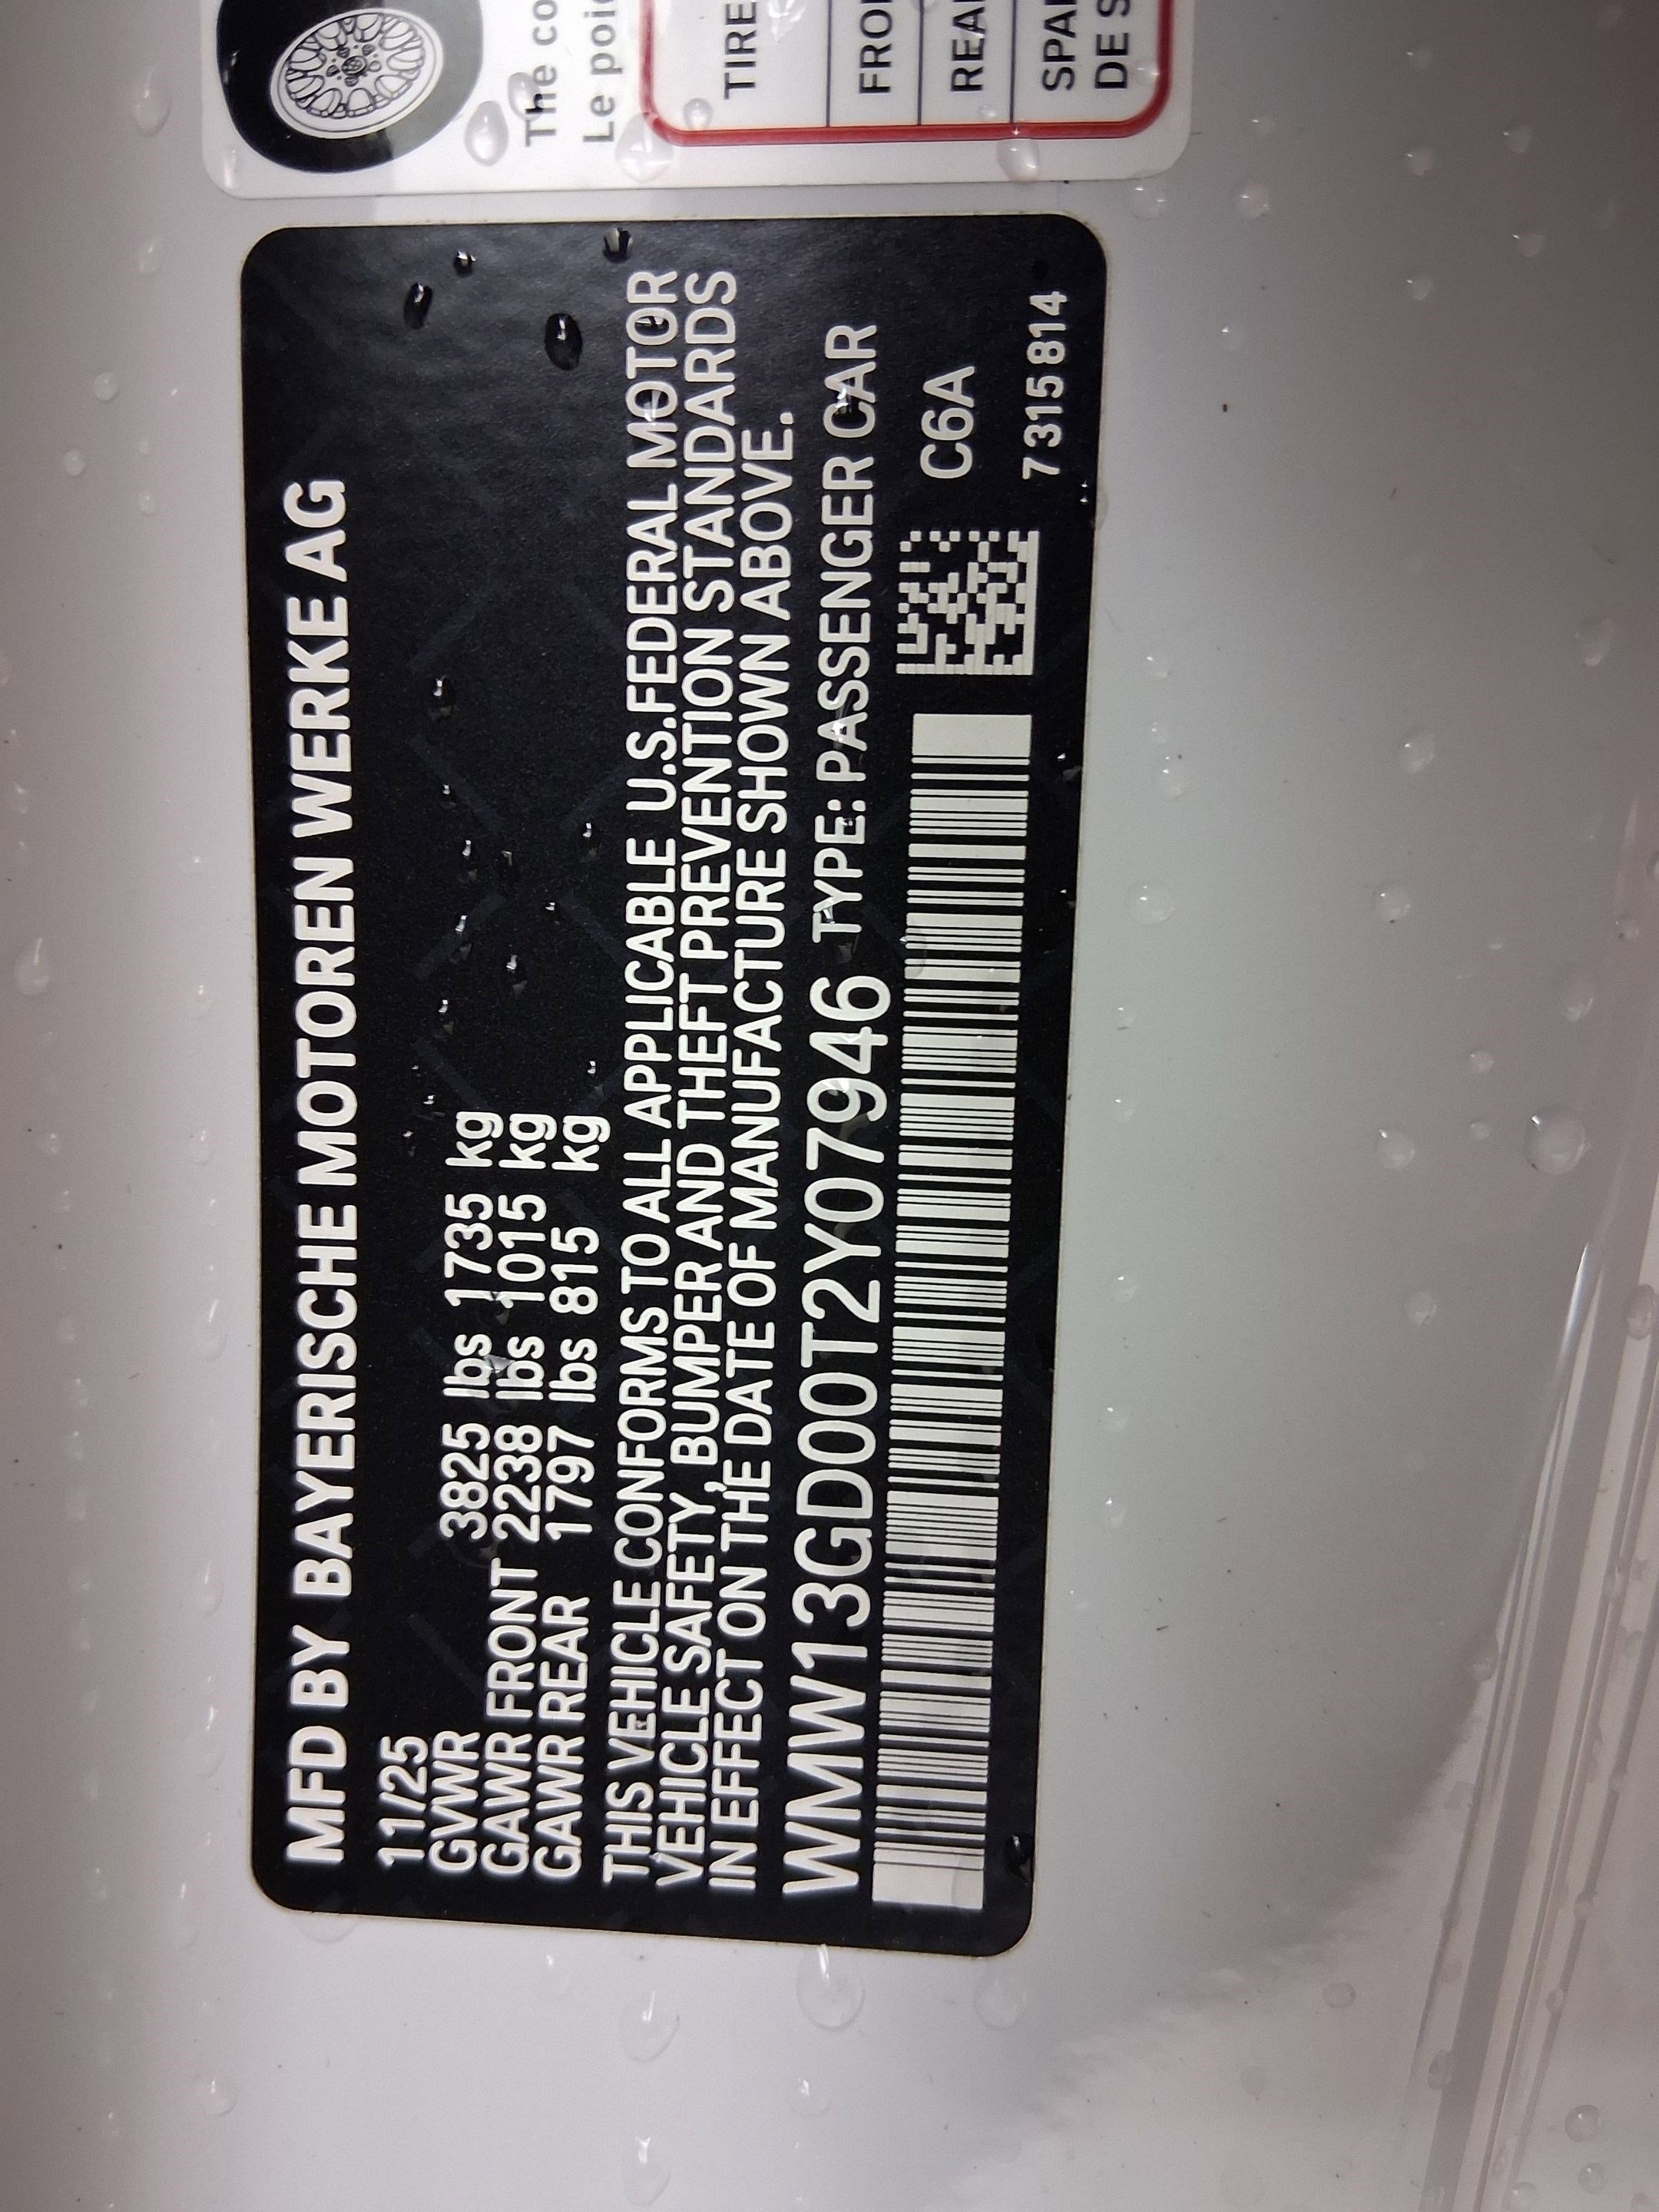 The co
Le poid
TIRE
FRO
REA
SPA
DE S
MFD BY BAYERISCHE MOTOREN WERKE AG
11/25
GVWR 3825 lbs 1735 kg
GAWR FRONT 2238 lbs 1015 kg
GAWR REAR 1797 lbs 815 kg
THIS VEHICLE CONFORMS TO ALL APPLICABLE U.S.FEDERAL MOTOR
VEHICLE SAFETY, BUMPER AND THEFT PREVENTION STANDARDS
IN EFFECT ON THE DATE OF MANUFACTURE SHOWN ABOVE.
WMW13GD00T2Y07946 TYPE: PASSENGER CAR
C6A
7 315 814